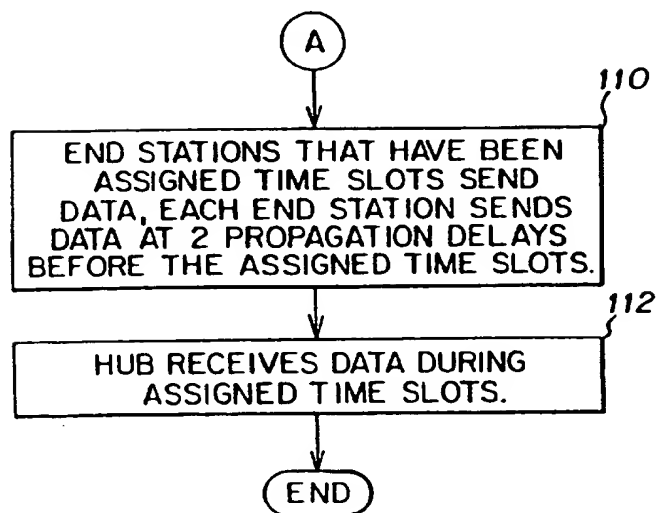 A
110
END STATIONS THAT HAVE BEEN
ASSIGNED TIME SLOTS SEND
DATA, EACH END STATION SENDS
DATA AT 2 PROPAGATION DELAYS
BEFORE THE ASSIGNED TIME SLOTS.
112
HUB RECEIVES DATA DURING
ASSIGNED TIME SLOTS.
END